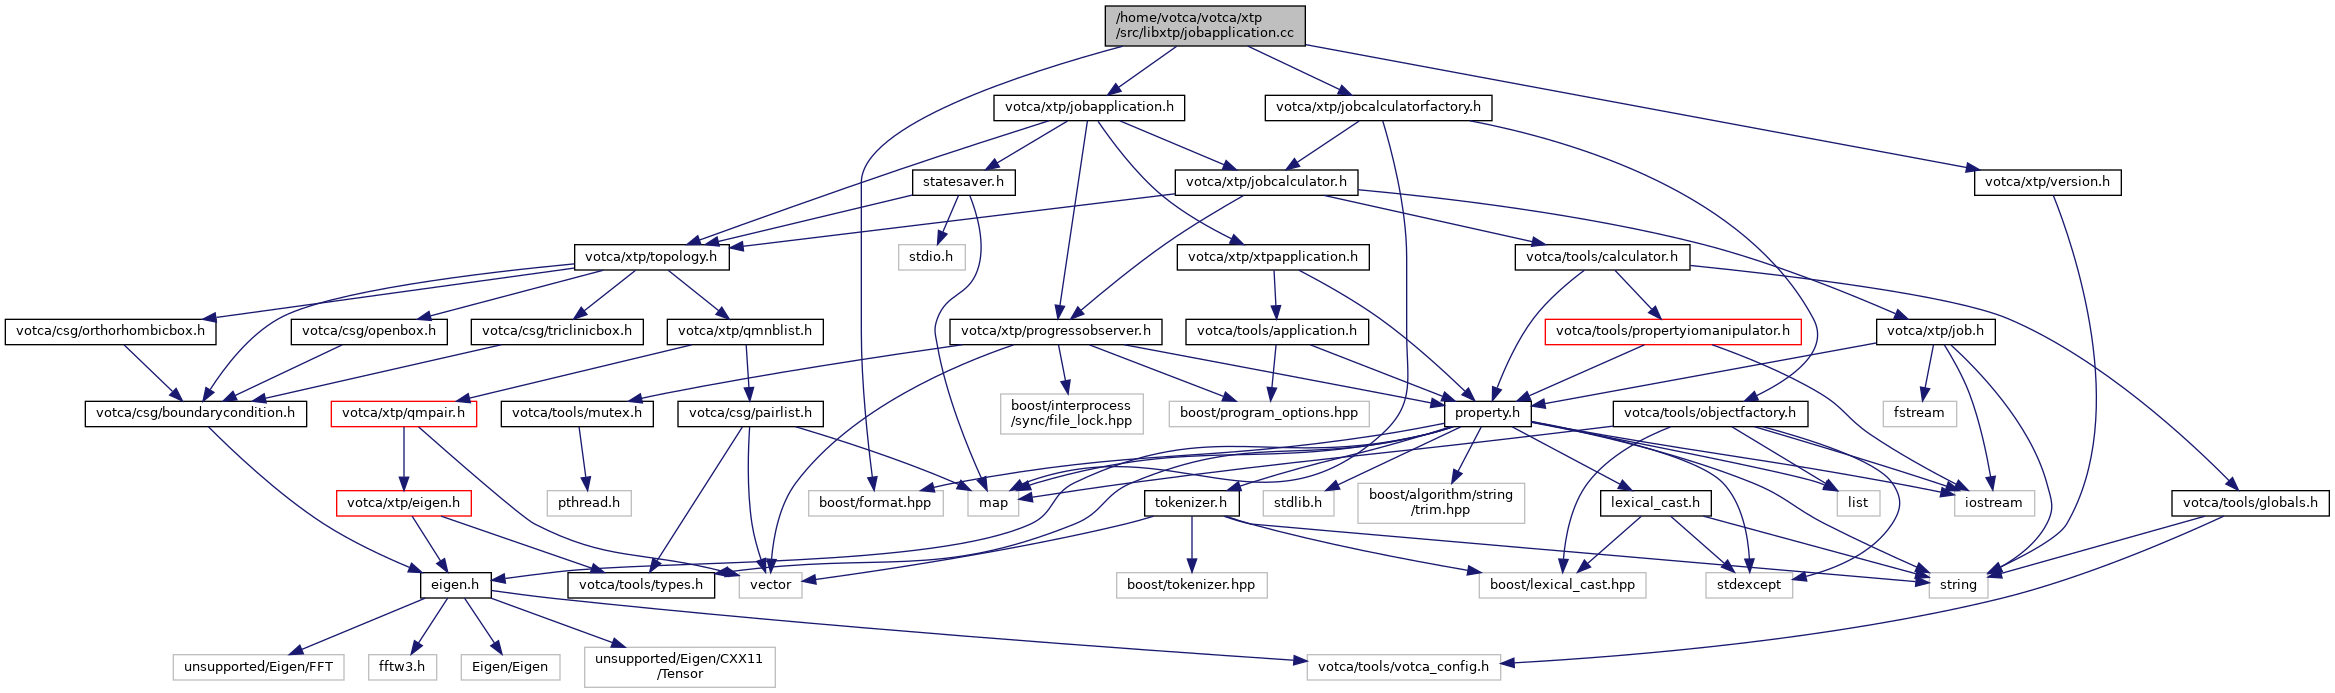 /home/votca/votca/xtp
/src/libxtp/jobapplication.cc
votca/xtp/jobapplication.h
votca/xtp/jobcalculatorfactory.h
statesaver.h
votca/xtp/jobcalculator.h
votca/xtp/version.h
votca/xtp/topology.h
stdio.h
votca/xtp/xtpapplication.h
votca/tools/calculator.h
votca/csg/orthorhombicbox.h
votca/csg/openbox.h
votca/csg/triclinicbox.h
votca/xtp/qmnblist.h
votca/xtp/progressobserver.h
votca/tools/application.h
votca/tools/propertyiomanipulator.h
votca/xtp/job.h
votca/csg/boundarycondition.h
votca/xtp/qmpair.h
votca/tools/mutex.h
votca/csg/pairlist.h
boost/interprocess
/sync/file_lock.hpp
boost/program_options.hpp
property.h
votca/tools/objectfactory.h
fstream
votca/xtp/eigen.h
pthread.h
boost/format.hpp
map
tokenizer.h
stdlib.h
boost/algorithm/string
/trim.hpp
lexical_cast.h
list
iostream
votca/tools/globals.h
eigen.h
votca/tools/types.h
vector
boost/tokenizer.hpp
boost/lexical_cast.hpp
stdexcept
string
unsupported/Eigen/FFT
fftw3.h
Eigen/Eigen
unsupported/Eigen/CXX11
/Tensor
votca/tools/votca_config.h